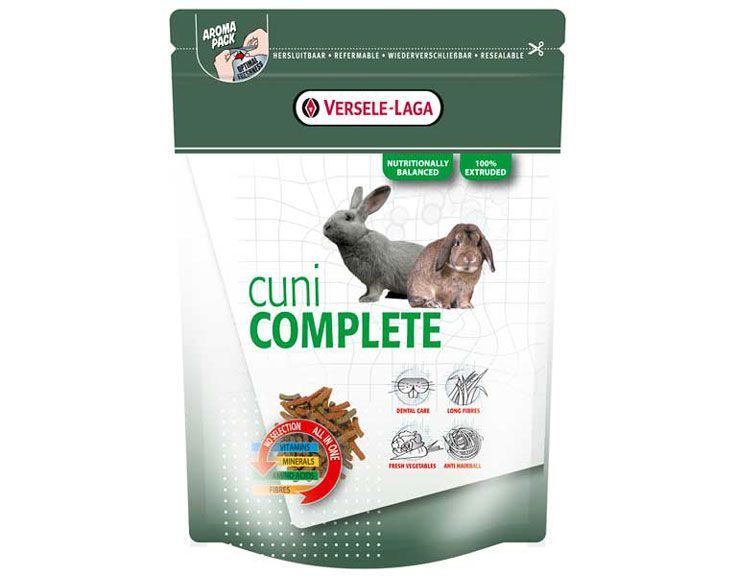 AROMA
PACK
OPTIMAL
FRESHNESS
HERSLUITBAAR • REFERMABLE • WIEDERVERSCHLIEßBAR • RESEALABLE
VERSELE-LAGA
NUTRITIONALLY
BALANCED
100%
EXTRUDED
cuni
COMPLETE
DENTAL CARE
LONG FIBRES
FRESH VEGETABLES
ANTI HAIRBALL
NO SELECTION
ALL IN ONE
VITAMINS
MINERALS
AMINO ACIDS
FIBRES